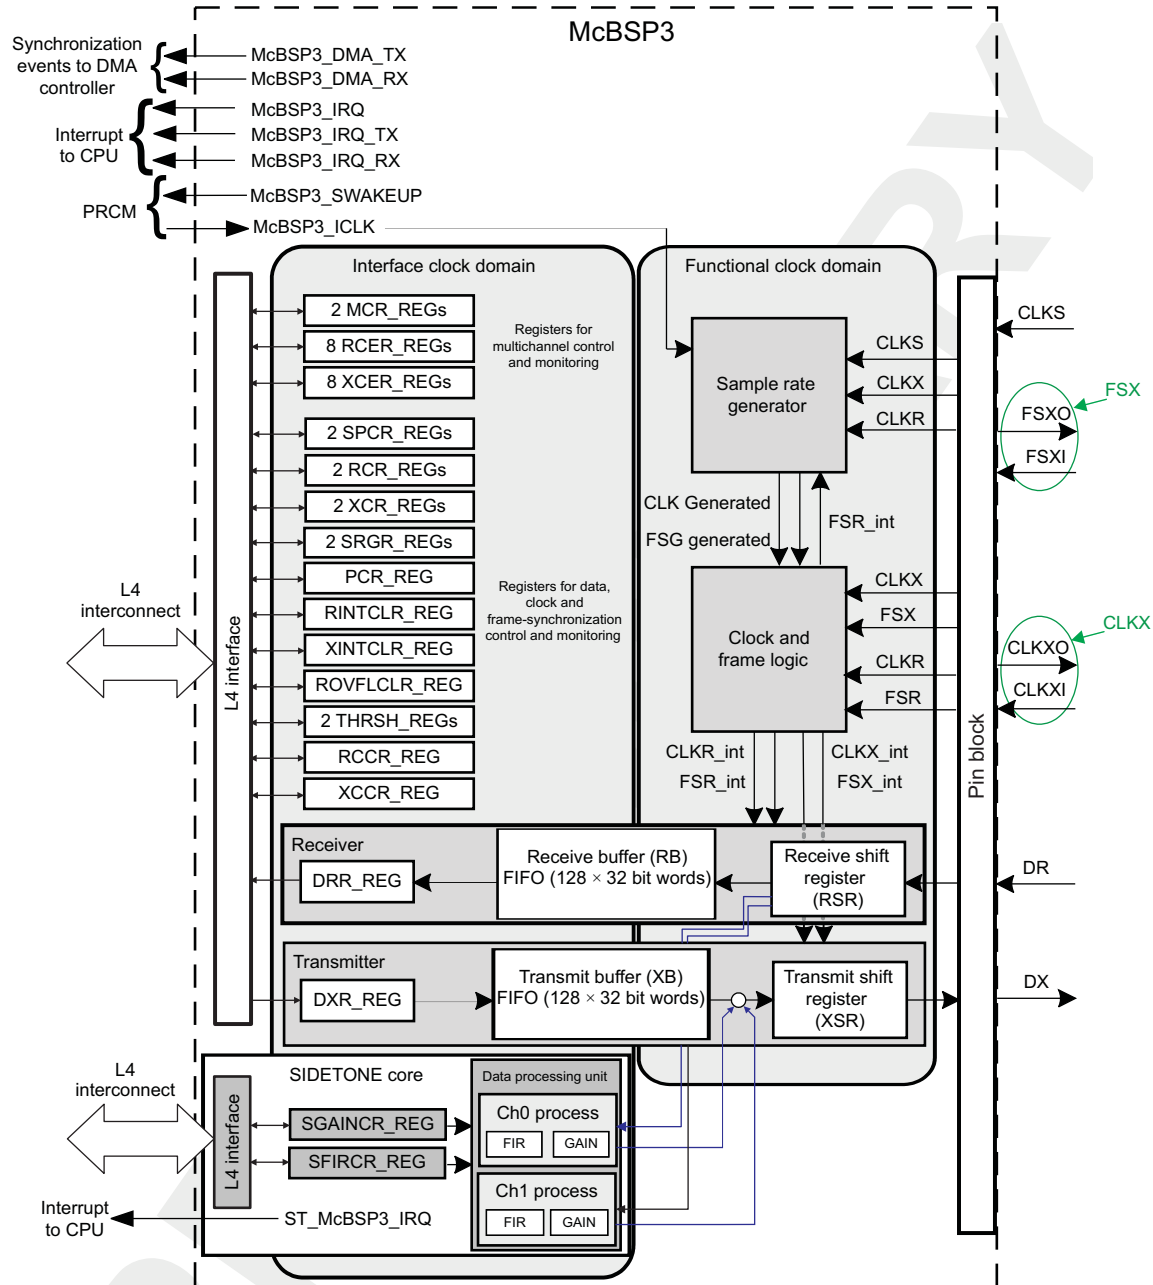 McBSP3
Synchronization
events to DMA
controller
McBSP3_DMA_TX
McBSP3_DMA_RX
Interrupt
to CPU
McBSP3_IRQ
McBSP3_IRQ_TX
McBSP3_IRQ_RX
PRCM
McBSP3_SWAKEUP
McBSP3_ICLK
Interface clock domain
Functional clock domain
2 MCR_REGs
8 RCER_REGs
8 XCER_REGs
Registers for
multichannel control
and monitoring
2 SPCR_REGs
2 RCR_REGs
2 XCR_REGs
2 SRGR_REGs
PCR_REG
RINTCLR_REG
XINTCLR_REG
ROVFLCLR_REG
2 THRSH_REGs
RCCR_REG
XCCR_REG
Registers for data,
clock and
frame-synchronization
control and monitoring
L4
interconnect
L4 interface
Sample rate
generator
CLKS
CLKX
CLKR
CLK Generated
FSG generated
FSR_int
Clock and
frame logic
CLKX
FSX
CLKR
FSR
CLKR_int
FSR_int
CLKX_int
FSX_int
Pin block
CLKS
FSX
FSXO
FSXI
CLKX
CLKXO
CLKXI
DR
DX
Receiver
DRR_REG
Receive buffer (RB)
FIFO (128 × 32 bit words)
Receive shift
register
(RSR)
Transmitter
DXR_REG
Transmit buffer (XB)
FIFO (128 × 32 bit words)
Transmit shift
register
(XSR)
L4
interconnect
L4 interface
SIDETONE core
SGAINCR_REG
SFIRCR_REG
Data processing unit
Ch0 process
FIR
GAIN
Ch1 process
FIR
GAIN
Interrupt
to CPU
ST_McBSP3_IRQ